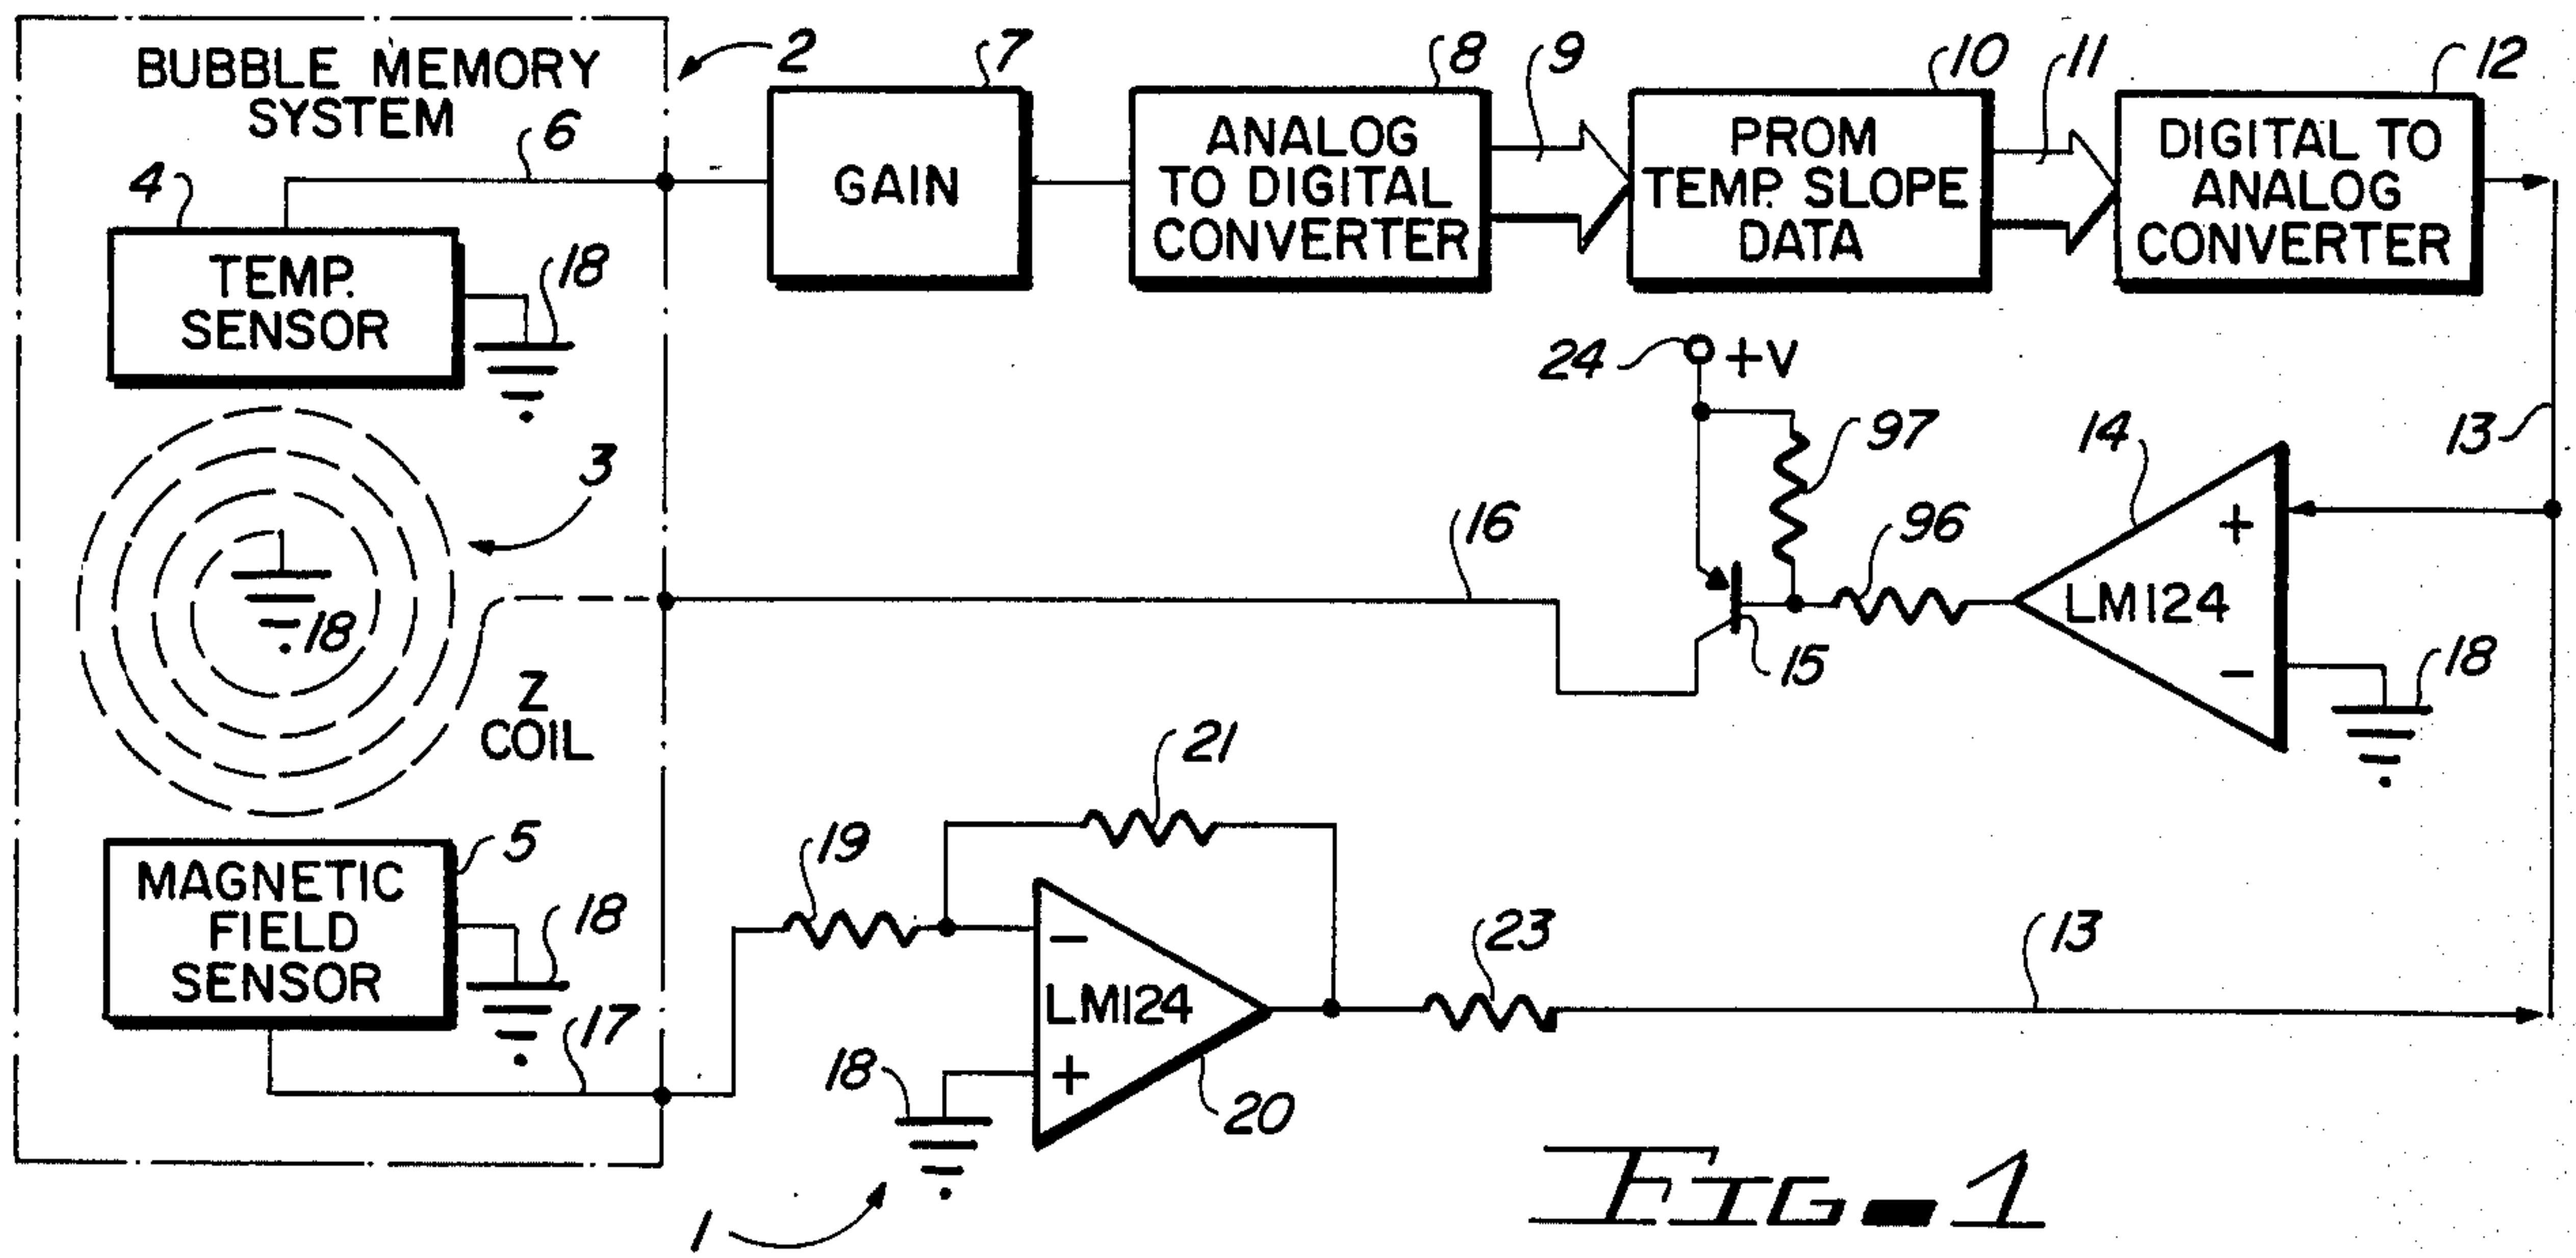 BUBBLE MEMORY
SYSTEM
2
7
8
9
10
11
12
6
4
TEMP.
SENSOR
18
GAIN
ANALOG
TO DIGITAL
CONVERTER
PROM
TEMP. SLOPE
DATA
DIGITAL TO
ANALOG
CONVERTER
24
+V
97
14
13
3
16
96
+
LM124
-
15
18
18
Z
COIL
21
19
5
MAGNETIC
FIELD
SENSOR
18
17
-
LM124
+
23
13
18
20
1
FIG-1